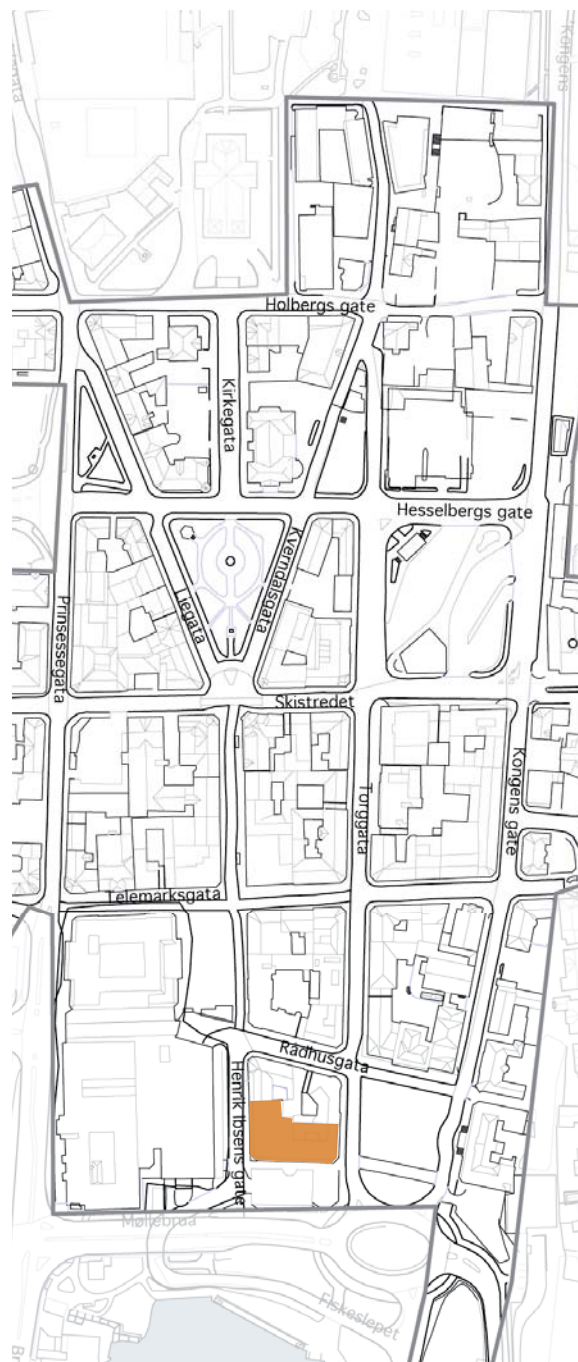 Kongens
Holbergs gate
Kirkegata
Hesselbergs gate
Kverndalsgata
Liegata
Prinsessegata
Skistredet
Torggata
Kongens gate
Telemarksgata
Rådhusgata
Henrik Ibsens gate
Møllebrua
Fiskeslepet